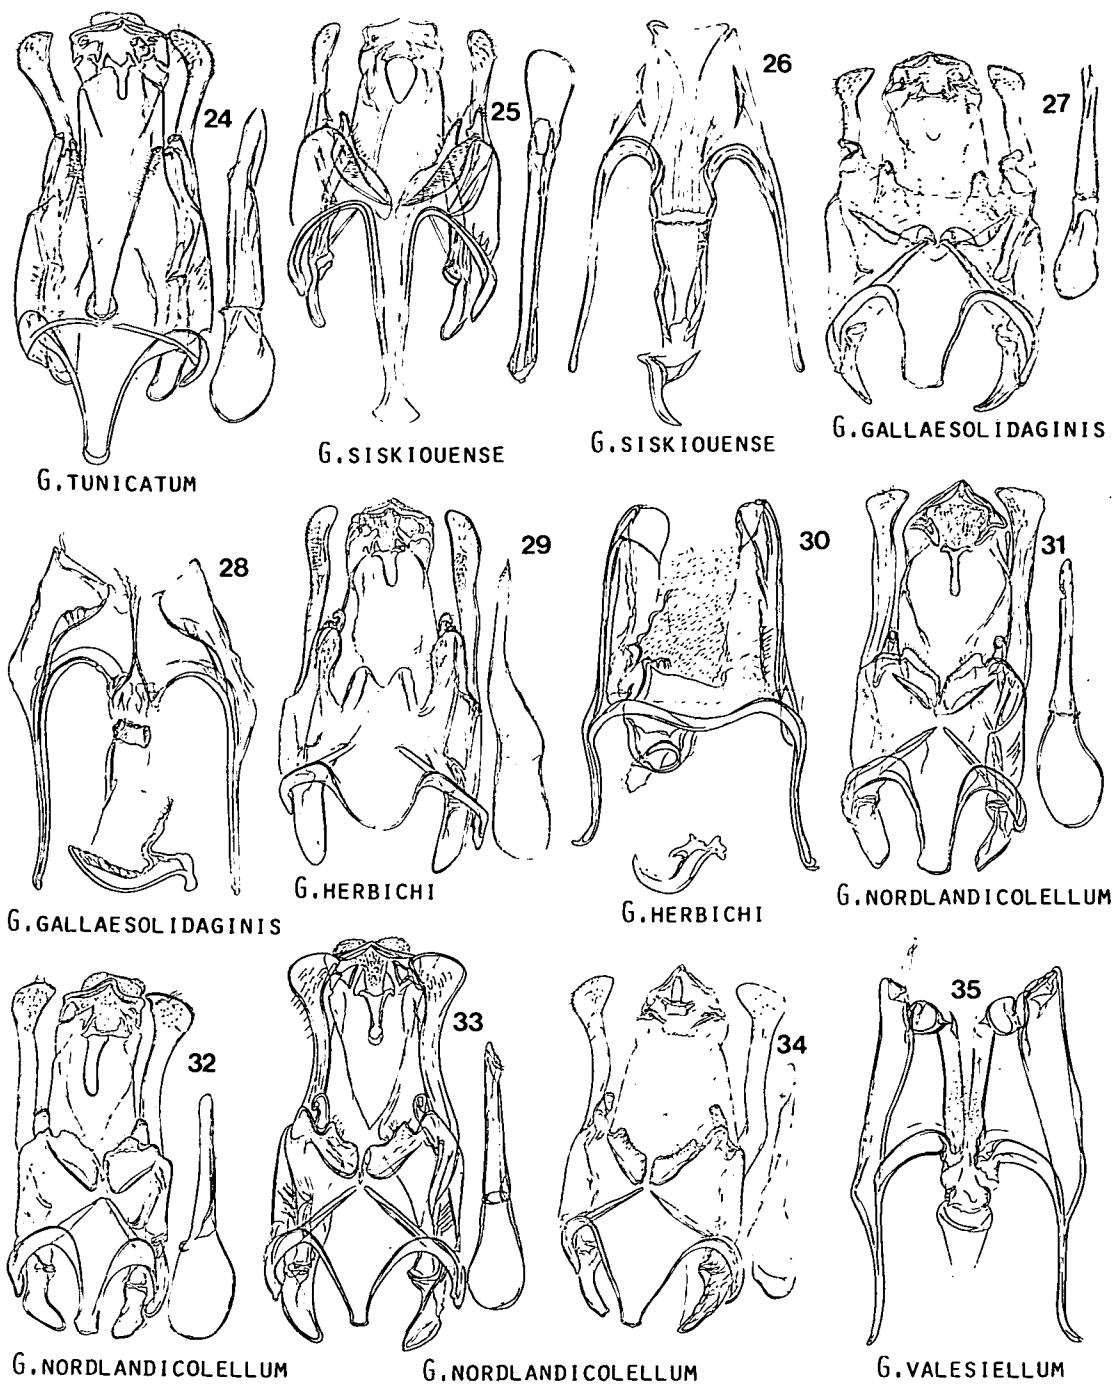 24
25
26
27
G.TUNICATUM
G.SISKIOUENSE
G.SISKIOUENSE
G.GALLAESOLIDAGINIS
28
29
30
31
G.GALLAESOLIDAGINIS
G.HERBICHI
G.HERBICHI
G.NORDLANDICOLELLUM
32
33
34
35
G.NORDLANDICOLELLUM
G.NORDLANDICOLELLUM
G.VALESIELLUM